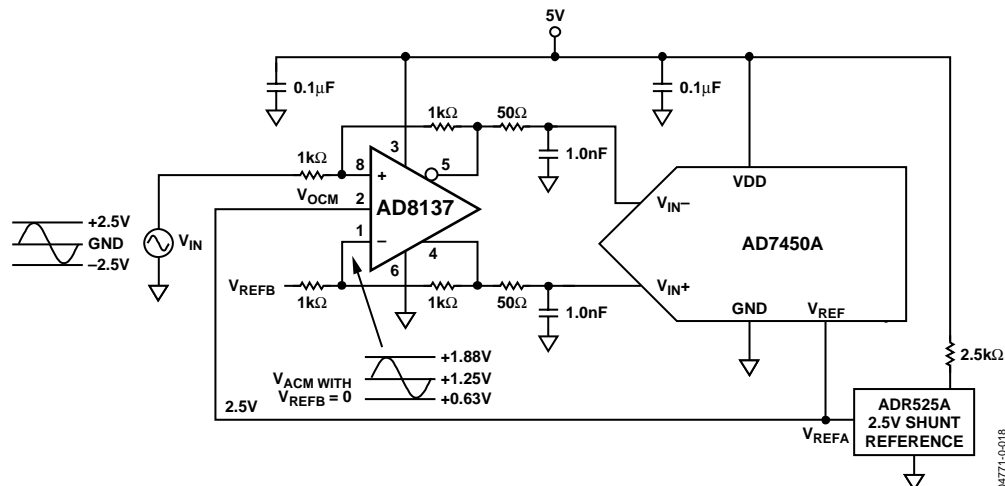 5V
0.1μF
0.1μF
1kΩ
50Ω
1kΩ
1.0nF
3
5
8
+
VOCM
2
AD8137
1
−
4
6
VDD
VIN−
AD7450A
VIN+
GND
VREF
+2.5V
GND
−2.5V
VIN
VREFB
1kΩ
1kΩ
50Ω
1.0nF
2.5kΩ
VACM WITH
VREFB = 0
+1.88V
+1.25V
+0.63V
2.5V
VREFA
ADR525A
2.5V SHUNT
REFERENCE
04771-0-018